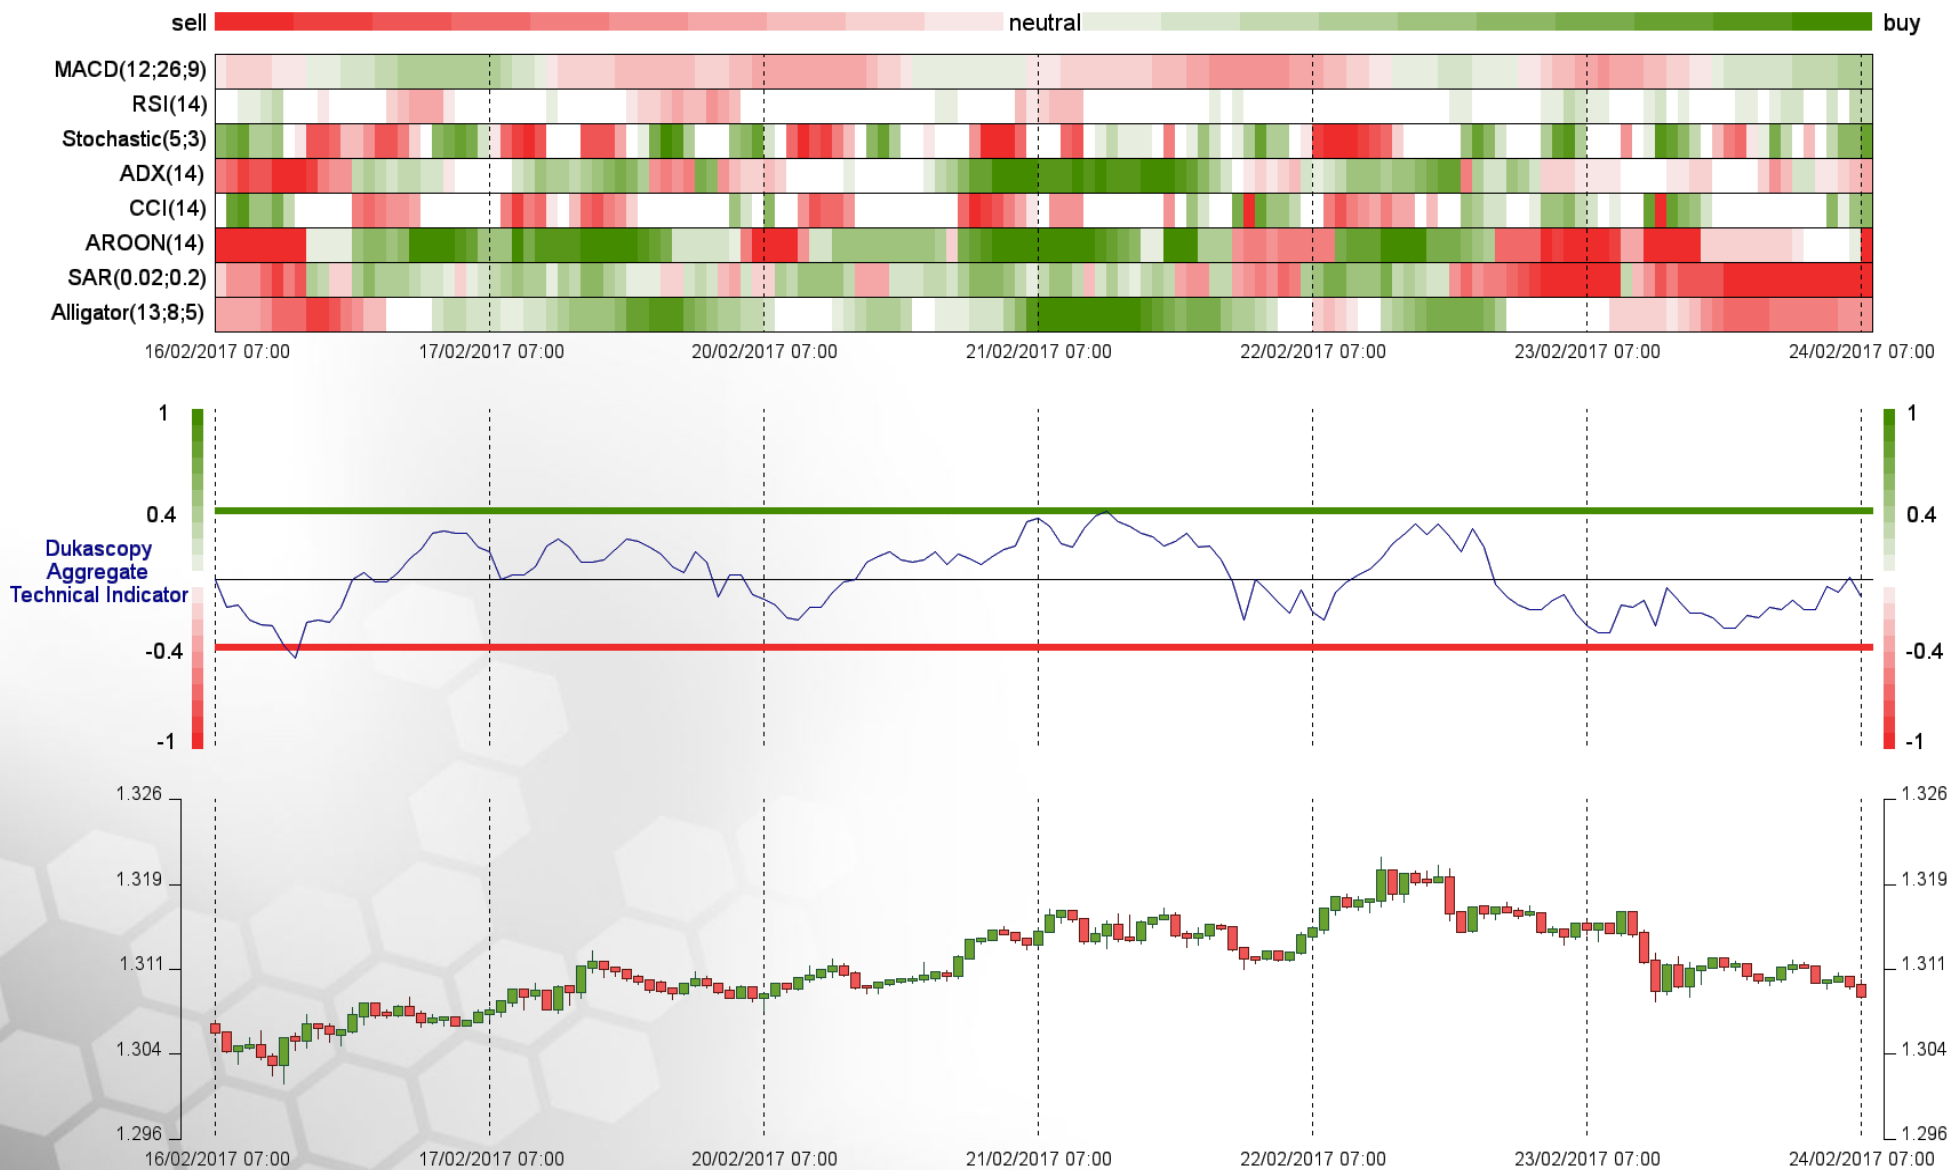 sell neutral buy
MACD(12;26;9)
RSI(14)
Stochastic(5;3)
ADX(14)
CCI(14)
AROON(14)
SAR(0.02;0.2)
Alligator(13;8;5)
16/02/2017 07:00 17/02/2017 07:00 20/02/2017 07:00 21/02/2017 07:00 22/02/2017 07:00 23/02/2017 07:00 24/02/2017 07:00
1 1
0.4 0.4
Dukascopy
Aggregate
Technical Indicator
-0.4 -0.4
-1 -1
1.326 1.326
1.319 1.319
1.311 1.311
1.304 1.304
1.296 1.296
16/02/2017 07:00 17/02/2017 07:00 20/02/2017 07:00 21/02/2017 07:00 22/02/2017 07:00 23/02/2017 07:00 24/02/2017 07:00